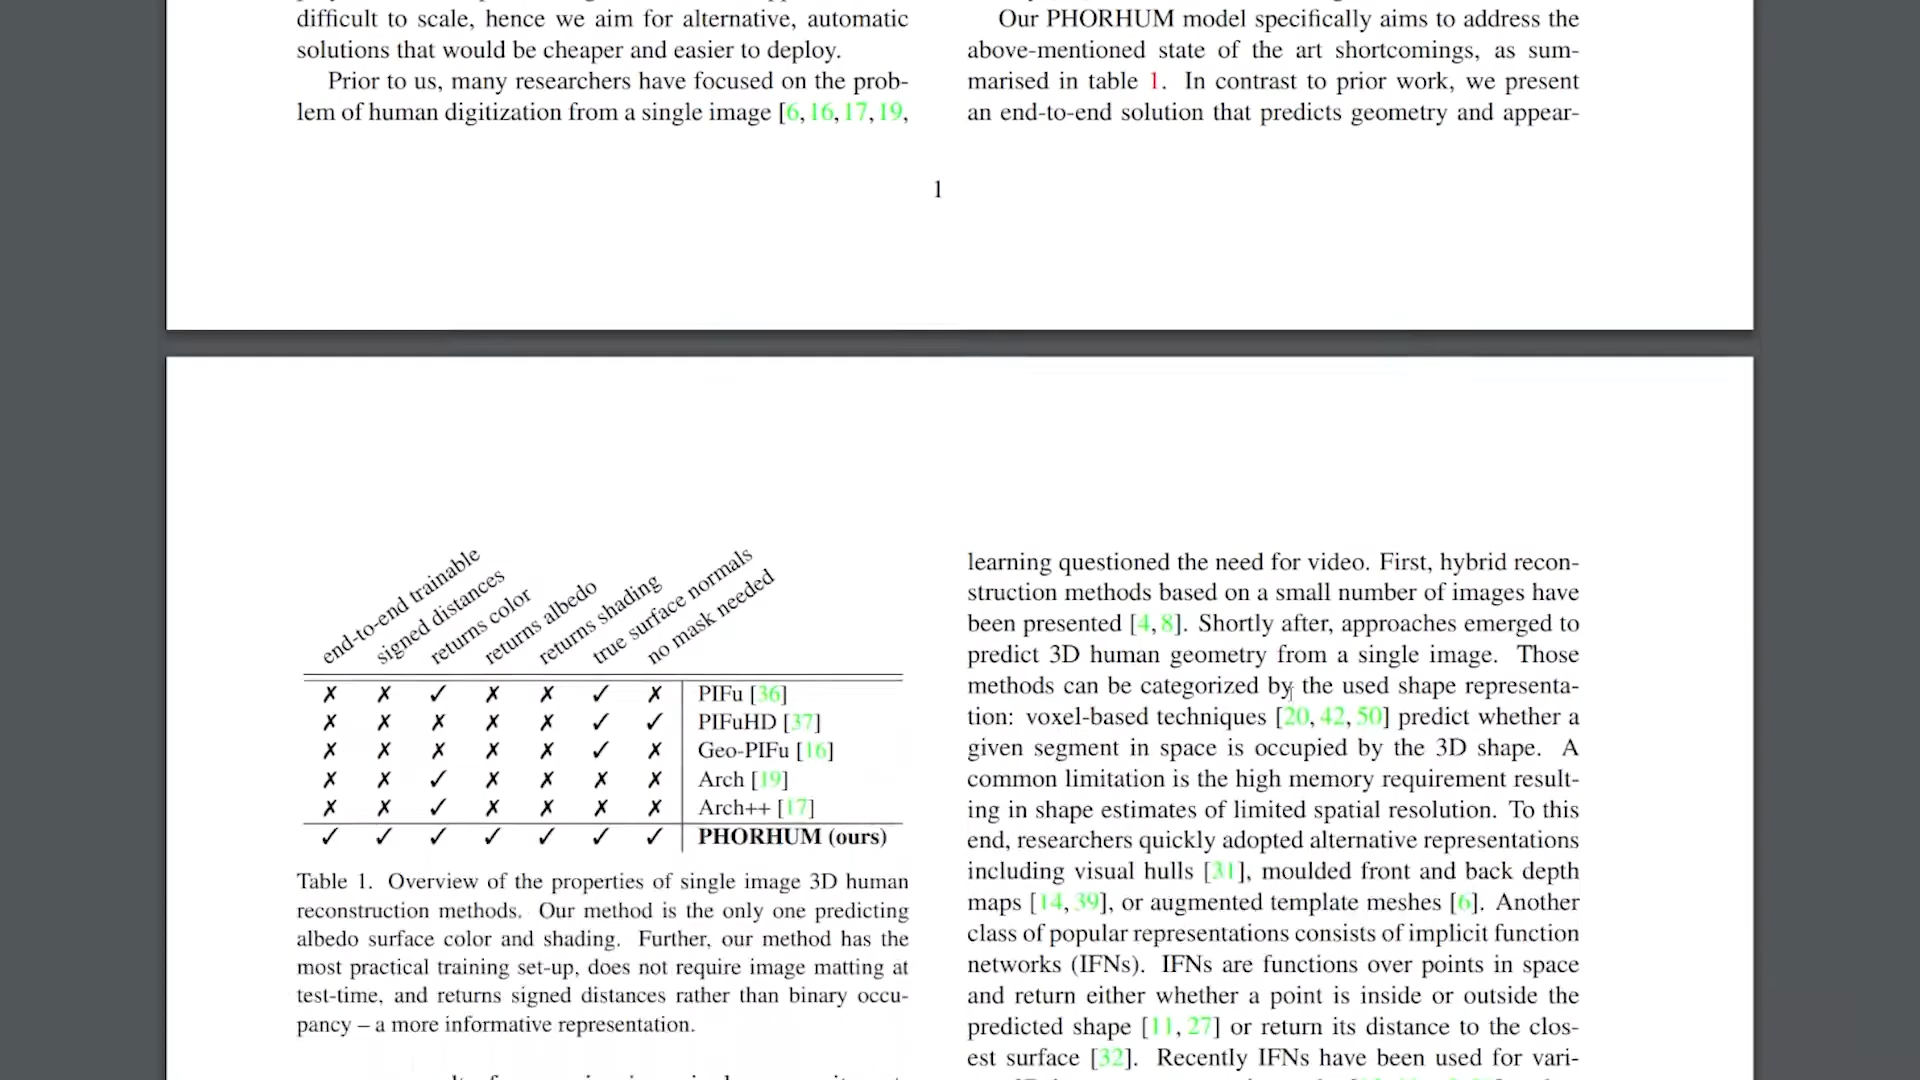 difficult to scale, hence we aim for alternative, automatic
solutions that would be cheaper and easier to deploy.
Prior to us, many researchers have focused on the prob-
lem of human digitization from a single image [6, 16, 17, 19,
Our PHORHUM model specifically aims to address the
above-mentioned state of the art shortcomings, as sum-
marised in table 1. In contrast to prior work, we present
an end-to-end solution that predicts geometry and appear-
1
end-to-end trainable
signed distances
returns color
returns albedo
returns shading
true surface normals
no mask needed
✗ ✗ ✓ ✗ ✗ ✓ ✗ PIFu [36]
✗ ✗ ✗ ✗ ✗ ✓ ✓ PIFuHD [37]
✗ ✗ ✗ ✗ ✗ ✓ ✗ Geo-PIFu [16]
✗ ✗ ✓ ✗ ✗ ✗ ✗ Arch [19]
✗ ✗ ✓ ✗ ✗ ✗ ✗ Arch++ [17]
✓ ✓ ✓ ✓ ✓ ✓ ✓ PHORHUM (ours)
Table 1. Overview of the properties of single image 3D human
reconstruction methods. Our method is the only one predicting
albedo surface color and shading. Further, our method has the
most practical training set-up, does not require image matting at
test-time, and returns signed distances rather than binary occu-
pancy – a more informative representation.
learning questioned the need for video. First, hybrid recon-
struction methods based on a small number of images have
been presented [4, 8]. Shortly after, approaches emerged to
predict 3D human geometry from a single image. Those
methods can be categorized by the used shape representa-
tion: voxel-based techniques [20, 42, 50] predict whether a
given segment in space is occupied by the 3D shape. A
common limitation is the high memory requirement result-
ing in shape estimates of limited spatial resolution. To this
end, researchers quickly adopted alternative representations
including visual hulls [31], moulded front and back depth
maps [14, 39], or augmented template meshes [6]. Another
class of popular representations consists of implicit function
networks (IFNs). IFNs are functions over points in space
and return either whether a point is inside or outside the
predicted shape [11, 27] or return its distance to the clos-
est surface [32]. Recently IFNs have been used for vari-